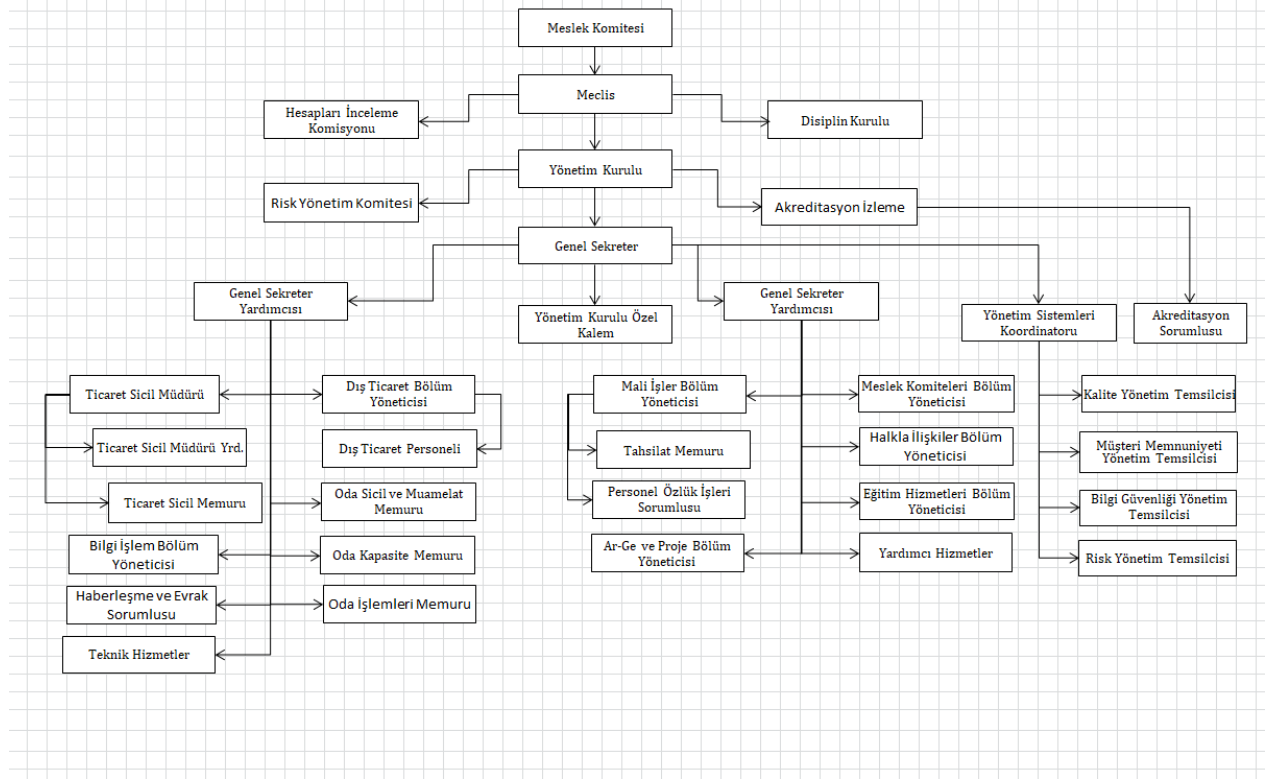 Meslek Komitesi
Meclis
Hesapları İnceleme
Komisyonu
Disiplin Kurulu
Yönetim Kurulu
Risk Yönetim Komitesi
Akreditasyon İzleme
Genel Sekreter
Genel Sekreter
Yardımcısı
Yönetim Kurulu Özel
Kalem
Genel Sekreter
Yardımcısı
Yönetim Sistemleri
Koordinatoru
Akreditasyon
Sorumlusu
Ticaret Sicil Müdürü
Dış Ticaret Bölüm
Yöneticisi
Mali İşler Bölüm
Yöneticisi
Meslek Komiteleri Bölüm
Yöneticisi
Kalite Yönetim Temsilcisi
Ticaret Sicil Müdürü Yrd.
Dış Ticaret Personeli
Tahsilat Memuru
Halkla İlişkiler Bölüm
Yöneticisi
Müşteri Memnuniyeti
Yönetim Temsilcisi
Ticaret Sicil Memuru
Oda Sicil ve Muamelat
Memuru
Personel Özlük İşleri
Sorumlusu
Eğitim Hizmetleri Bölüm
Yöneticisi
Bilgi Güvenliği Yönetim
Temsilcisi
Bilgi İşlem Bölüm
Yöneticisi
Oda Kapasite Memuru
Ar-Ge ve Proje Bölüm
Yöneticisi
Yardımcı Hizmetler
Risk Yönetim Temsilcisi
Haberleşme ve Evrak
Sorumlusu
Oda İşlemleri Memuru
Teknik Hizmetler